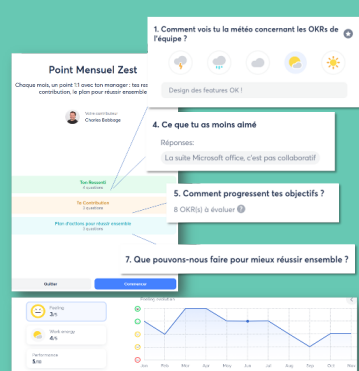 1. Comment vois tu la météo concernant les OKRs de
l'équipe ?
Design des features OK !
Point Mensuel Zest
Chaque mois, un point 1:1 avec ton manager : tes res
contribution, le plan pour réussir ensemble
Votre contributeur
Charles Babbage
4. Ce que tu as moins aimé
Réponses:
La suite Microsoft office, c'est pas collaboratif
Ton Ressenti
Ta Contribution
5. Comment progressent tes objectifs ?
8 OKR(s) à évaluer
Plan d'actions pour réussir ensemble
7. Que pouvons-nous faire pour mieux réussir ensemble ?
Quitter
Commencer
Feeling
3/5
Feeling evolution
Work energy
4/5
Performance
5/10
Jan Feb Mar Apr May Jun Jul Aug Sep Oct Nov